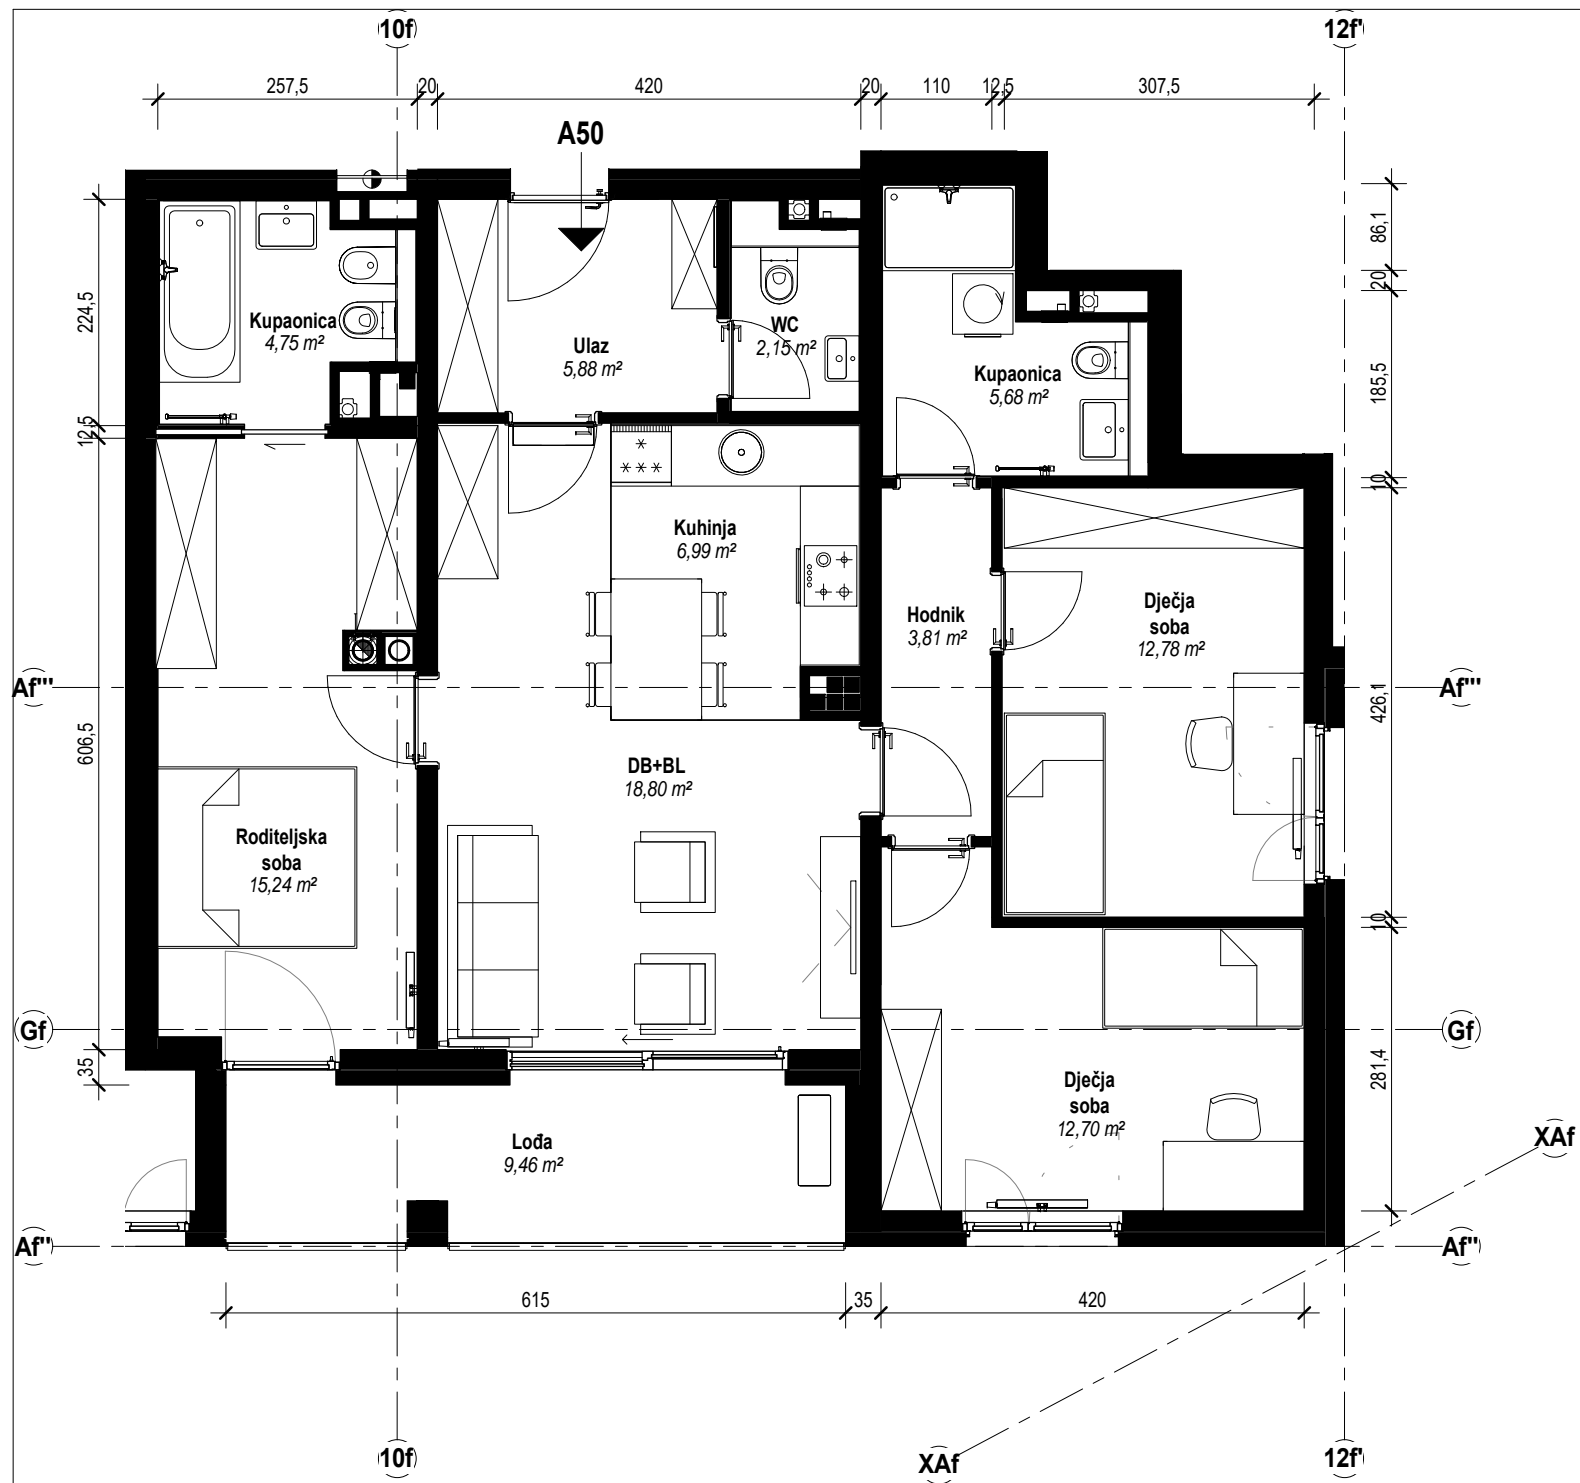 10f
12f'
257,5
20
420
20
110
12,5
307,5
A50
86,1
20
185,5
10
426,1
10
281,4
224,5
12,5
606,5
35
Kupaonica
4,75 m²
Ulaz
5,88 m²
WC
2,15 m²
Kupaonica
5,68 m²
Kuhinja
6,99 m²
Hodnik
3,81 m²
Dječja
soba
12,78 m²
Af'''
Af'''
DB+BL
18,80 m²
Roditeljska
soba
15,24 m²
Gf
Gf
Dječja
soba
12,70 m²
Lođa
9,46 m²
XAf
Af''
Af''
615
35
420
10f
XAf
12f'